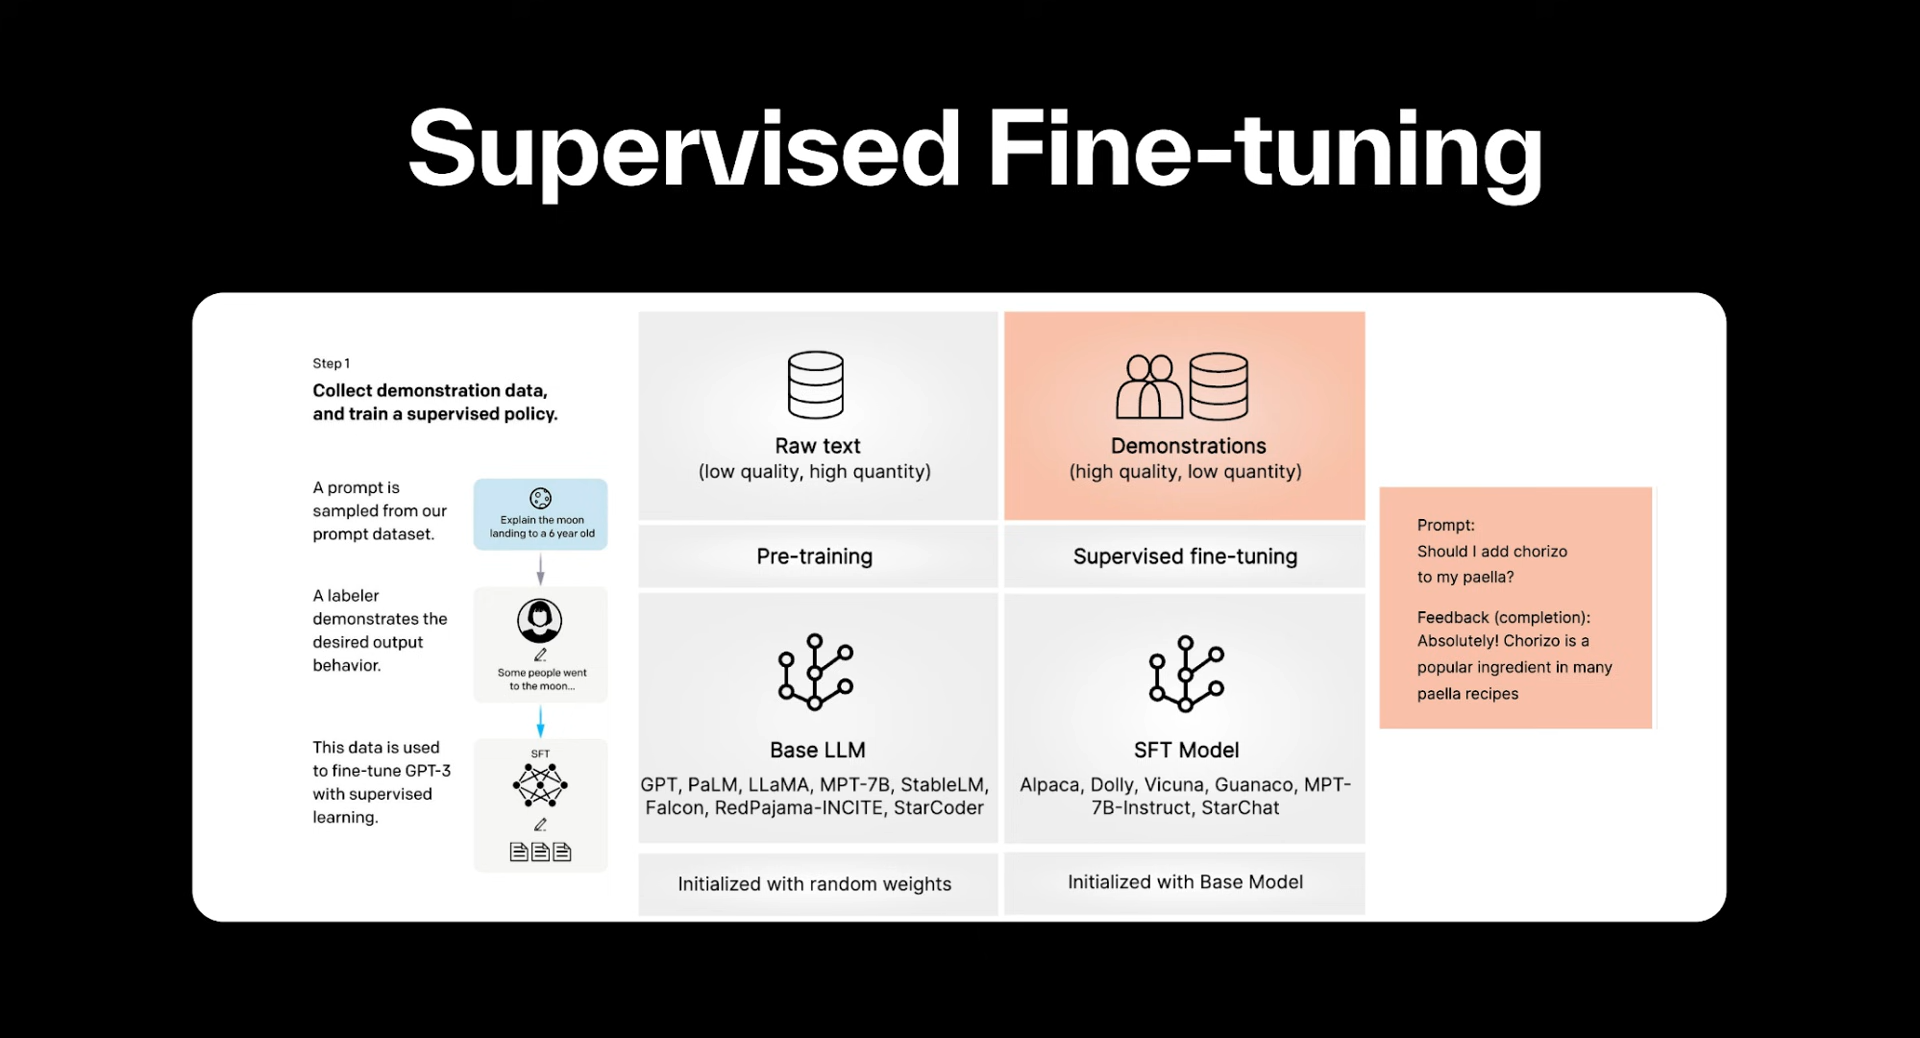 Supervised Fine-tuning
Step 1
Collect demonstration data,
and train a supervised policy.
A prompt is
sampled from our
prompt dataset.
Explain the moon
landing to a 6 year old
A labeler
demonstrates the
desired output
behavior.
Some people went
to the moon...
This data is used
to fine-tune GPT-3
with supervised
learning.
SFT
Raw text
(low quality, high quantity)
Pre-training
Base LLM
GPT, PaLM, LLaMA, MPT-7B, StableLM,
Falcon, RedPajama-INCITE, StarCoder
Initialized with random weights
Demonstrations
(high quality, low quantity)
Supervised fine-tuning
SFT Model
Alpaca, Dolly, Vicuna, Guanaco, MPT-
7B-Instruct, StarChat
Initialized with Base Model
Prompt:
Should I add chorizo
to my paella?
Feedback (completion):
Absolutely! Chorizo is a
popular ingredient in many
paella recipes